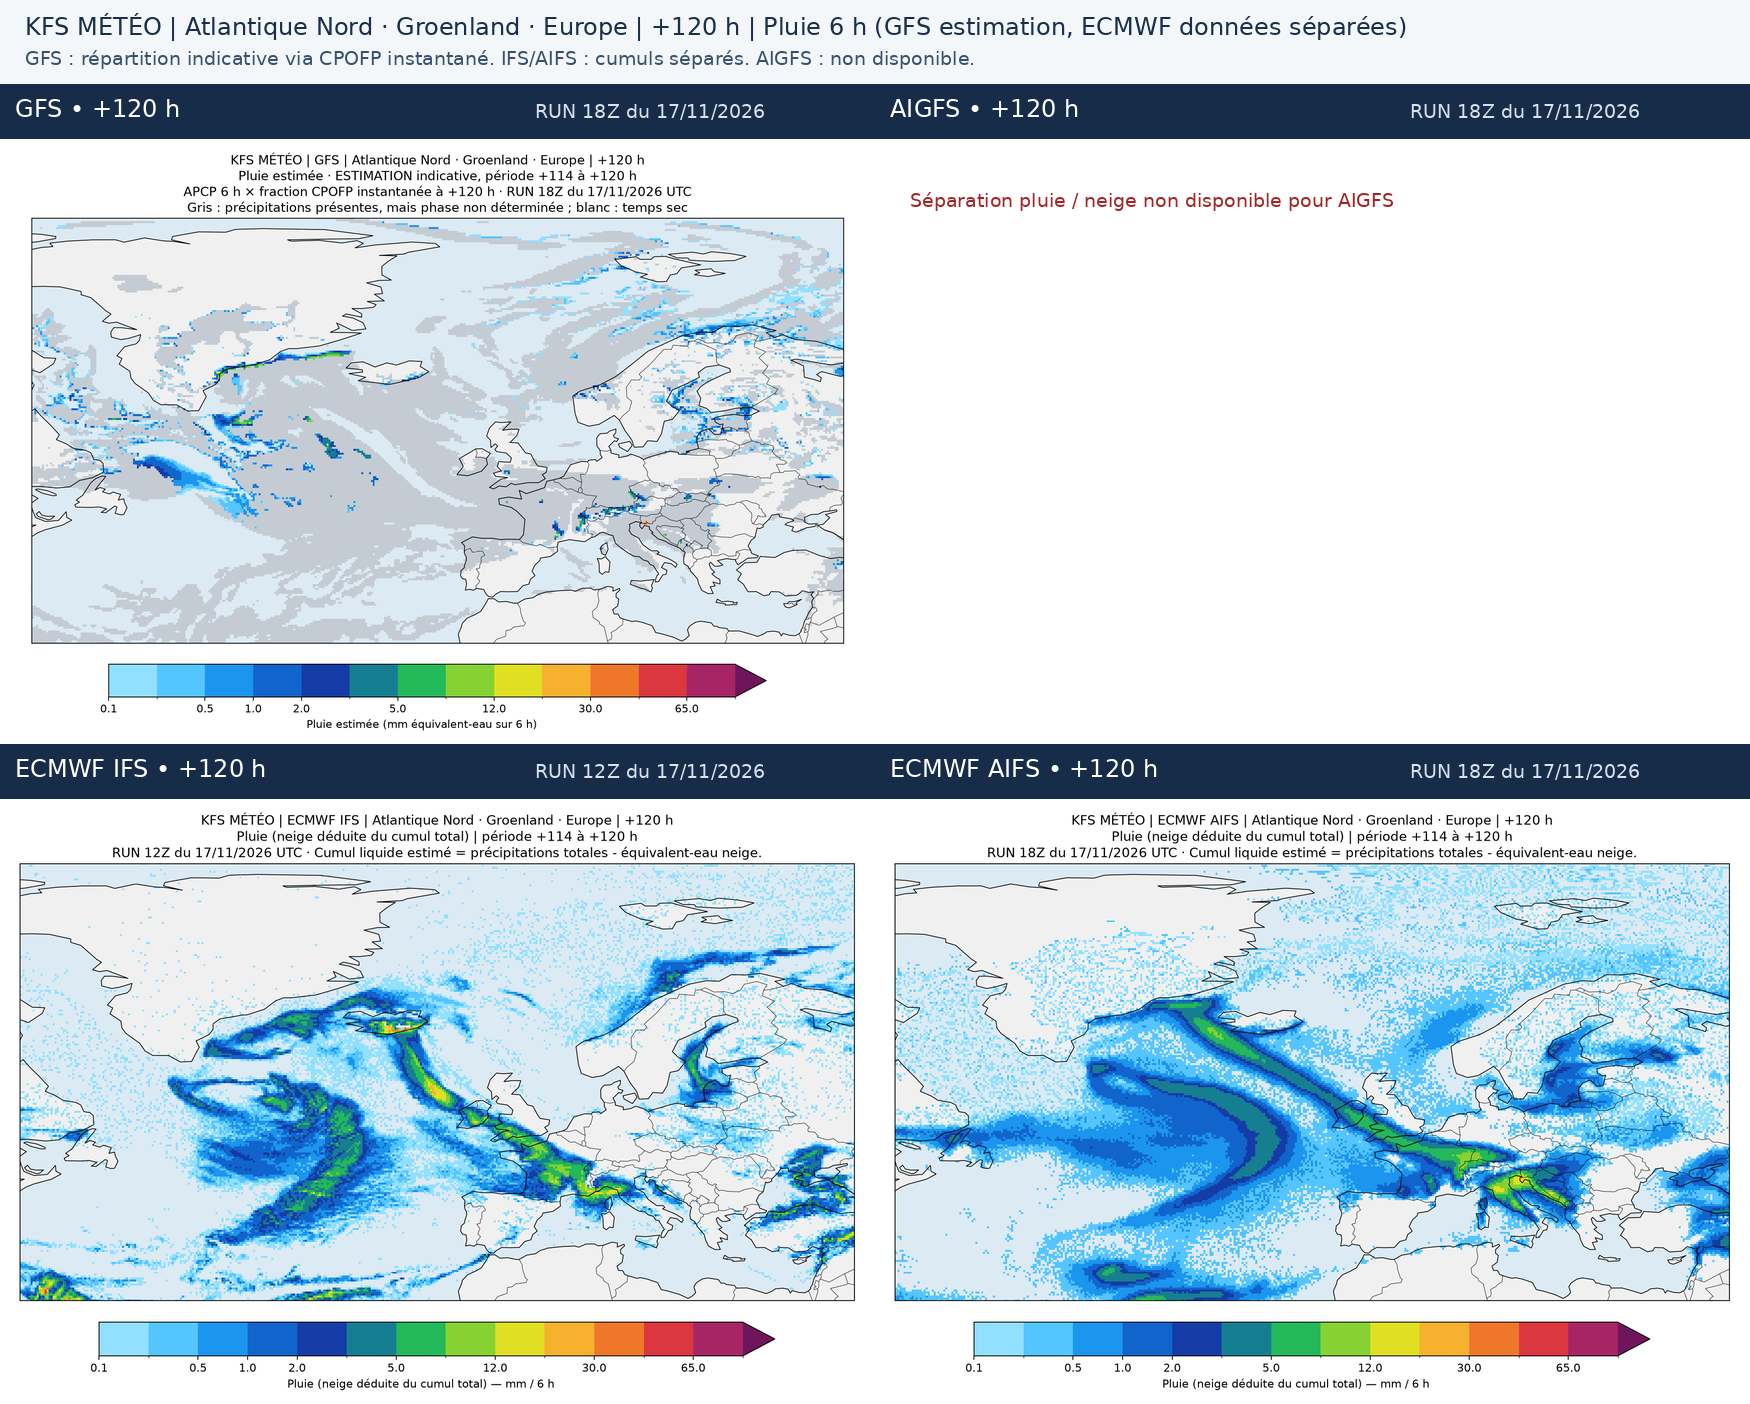 KFS MÉTÉO | Atlantique Nord · Groenland · Europe | +120 h | Pluie 6 h (GFS estimation, ECMWF données séparées)
GFS : répartition indicative via CPOFP instantané. IFS/AIFS : cumuls séparés. AIGFS : non disponible.
GFS • +120 h
RUN 18Z du 17/11/2026
AIGFS • +120 h
RUN 18Z du 17/11/2026
KFS MÉTÉO | GFS | Atlantique Nord · Groenland · Europe | +120 h
Pluie estimée · ESTIMATION indicative, période +114 à +120 h
APCP 6 h × fraction CPOFP instantanée à +120 h · RUN 18Z du 17/11/2026 UTC
Gris : précipitations présentes, mais phase non déterminée ; blanc : temps sec
Séparation pluie / neige non disponible pour AIGFS
0.1 0.5 1.0 2.0 5.0 12.0 30.0 65.0
Pluie estimée (mm équivalent-eau sur 6 h)
ECMWF IFS • +120 h
RUN 12Z du 17/11/2026
ECMWF AIFS • +120 h
RUN 18Z du 17/11/2026
KFS MÉTÉO | ECMWF IFS | Atlantique Nord · Groenland · Europe | +120 h
Pluie (neige déduite du cumul total) | période +114 à +120 h
RUN 12Z du 17/11/2026 UTC · Cumul liquide estimé = précipitations totales - équivalent-eau neige.
0.1 0.5 1.0 2.0 5.0 12.0 30.0 65.0
Pluie (neige déduite du cumul total) — mm / 6 h
KFS MÉTÉO | ECMWF AIFS | Atlantique Nord · Groenland · Europe | +120 h
Pluie (neige déduite du cumul total) | période +114 à +120 h
RUN 18Z du 17/11/2026 UTC · Cumul liquide estimé = précipitations totales - équivalent-eau neige.
0.1 0.5 1.0 2.0 5.0 12.0 30.0 65.0
Pluie (neige déduite du cumul total) — mm / 6 h